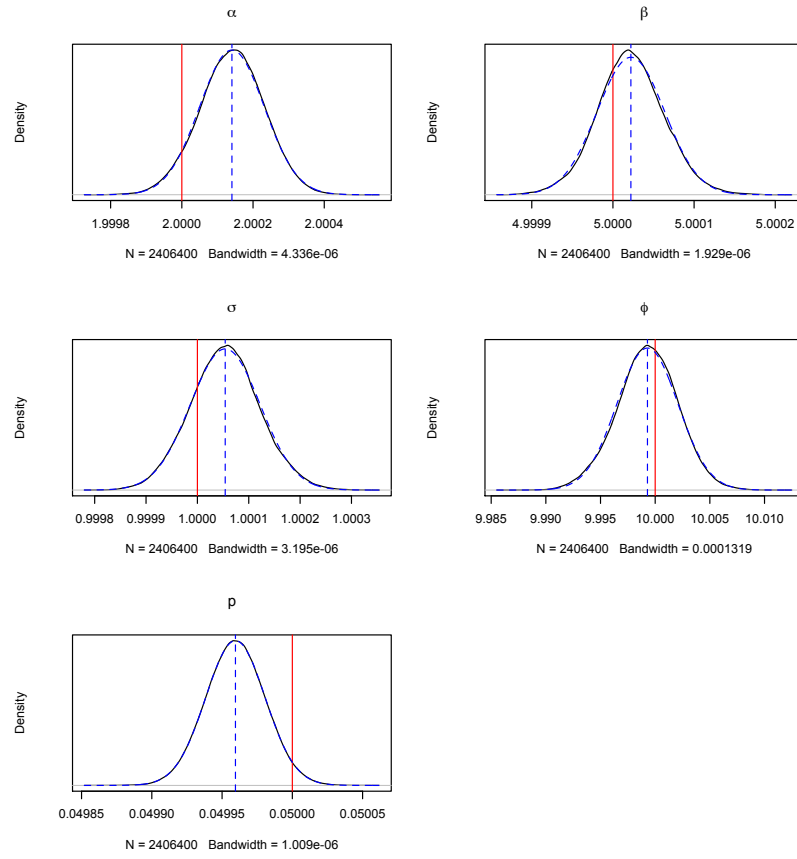 α
Density
1.9998 2.0000 2.0002 2.0004
N = 2406400 Bandwidth = 4.336e-06
β
Density
4.9999 5.0000 5.0001 5.0002
N = 2406400 Bandwidth = 1.929e-06
σ
Density
0.9998 0.9999 1.0000 1.0001 1.0002 1.0003
N = 2406400 Bandwidth = 3.195e-06
ϕ
Density
9.985 9.990 9.995 10.000 10.005 10.010
N = 2406400 Bandwidth = 0.0001319
p
Density
0.04985 0.04990 0.04995 0.05000 0.05005
N = 2406400 Bandwidth = 1.009e-06